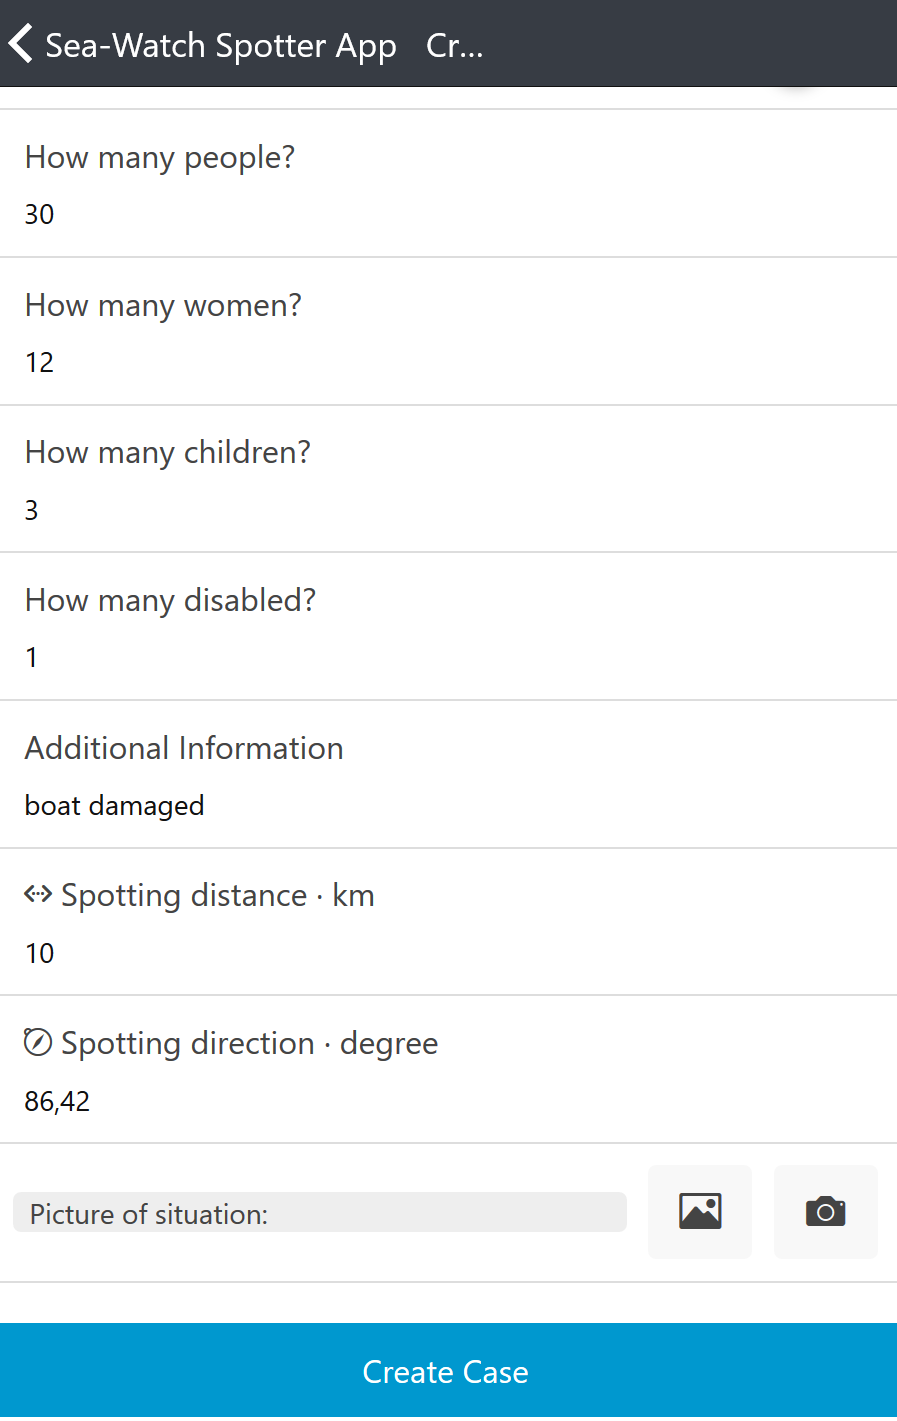 Sea-Watch Spotter App Cr...
How many people?
30
How many women?
12
How many children?
3
How many disabled?
1
Additional Information
boat damaged
Spotting distance · km
10
Spotting direction · degree
86,42
Picture of situation:
Create Case